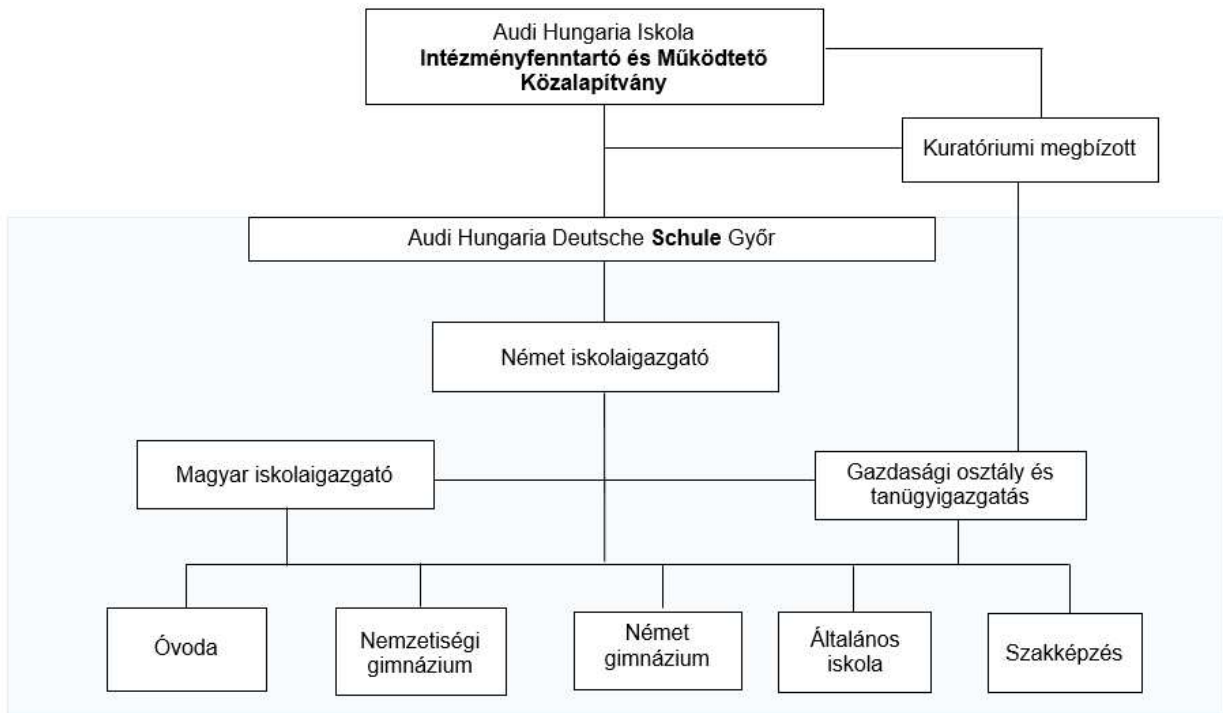 Audi Hungaria Iskola
Intézményfenntartó és Működtető
Közalapítvány
Kuratóriumi megbízott
Audi Hungaria Deutsche Schule Győr
Német iskolaigazgató
Magyar iskolaigazgató
Gazdasági osztály és
tanügyigazgatás
Óvoda
Nemzetiségi
gimnázium
Német
gimnázium
Általános
iskola
Szakképzés